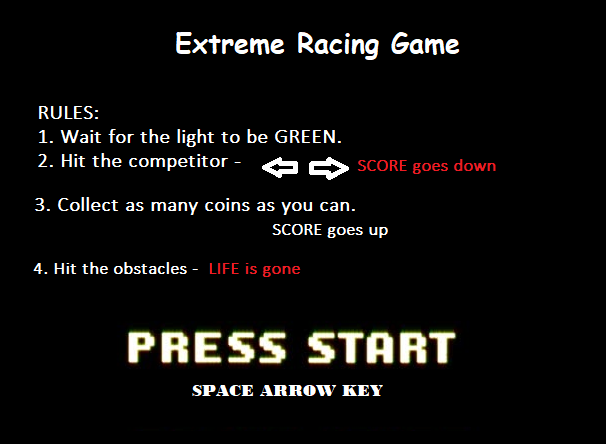 Extreme Racing Game
RULES:
1. Wait for the light to be GREEN.
2. Hit the competitor - SCORE goes down
3. Collect as many coins as you can.
SCORE goes up
4. Hit the obstacles - LIFE is gone
PRESS START
SPACE ARROW KEY